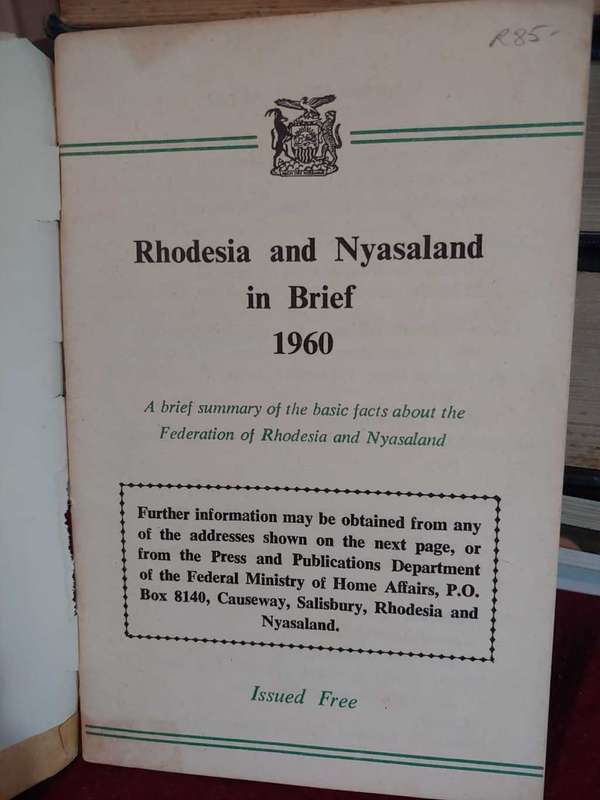 R85-
Rhodesia and Nyasaland
in Brief
1960
A brief summary of the basic facts about the
Federation of Rhodesia and Nyasaland
Further information may be obtained from any
of the addresses shown on the next page, or
from the Press and Publications Department
of the Federal Ministry of Home Affairs, P.O.
Box 8140, Causeway, Salisbury, Rhodesia and
Nyasaland.
Issued Free